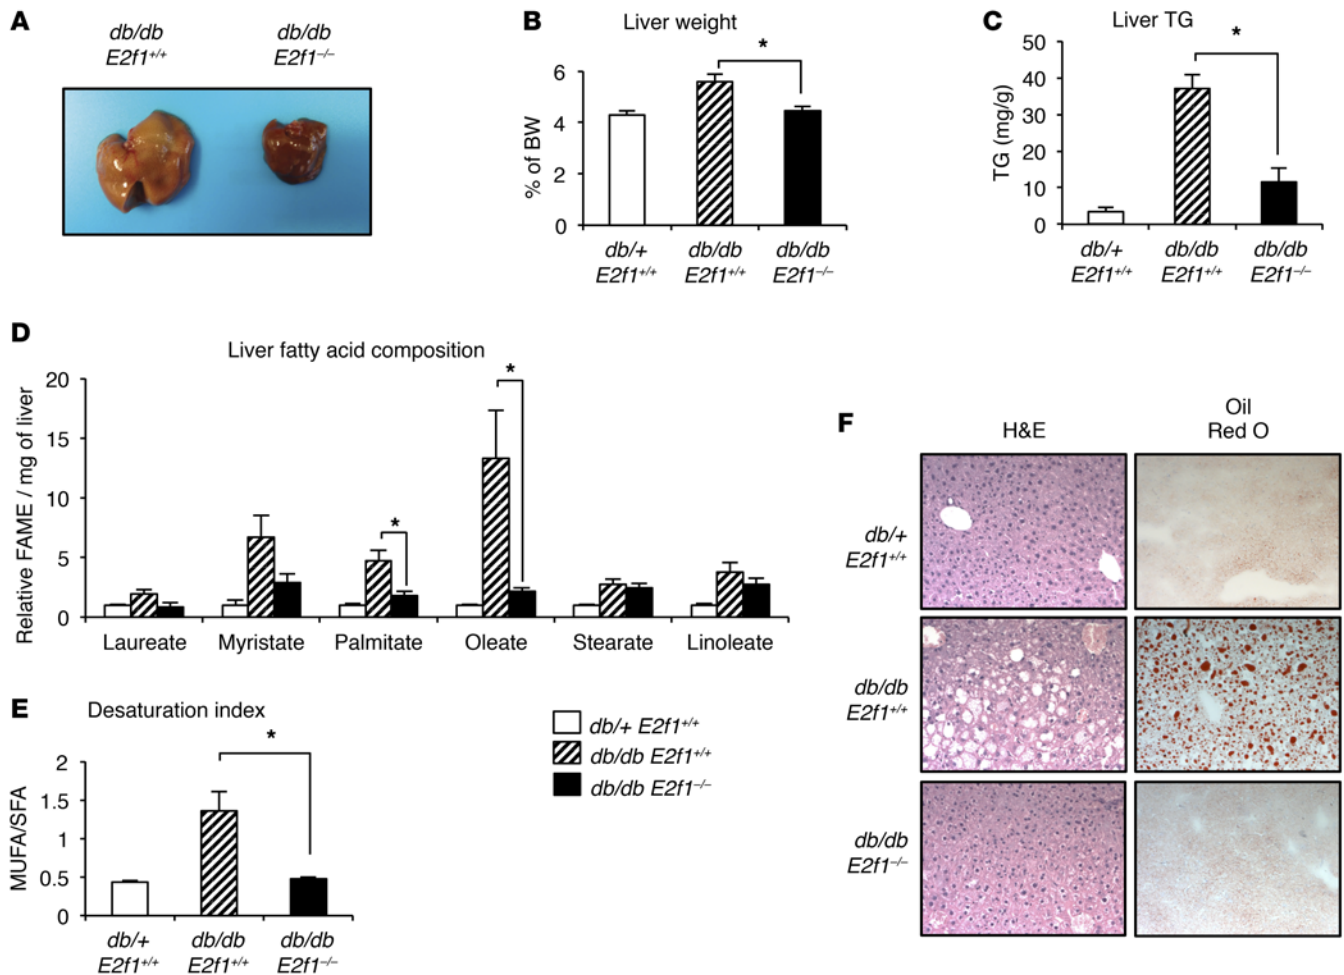 A
db/db
E2f1+/+
db/db
E2f1–/–
B
Liver weight
*
% of BW
6
4
2
0
db/+
E2f1+/+
db/db
E2f1+/+
db/db
E2f1–/–
C
Liver TG
*
TG (mg/g)
50
40
30
20
10
0
db/+
E2f1+/+
db/db
E2f1+/+
db/db
E2f1–/–
D
Liver fatty acid composition
*
*
Relative FAME / mg of liver
20
15
10
5
0
Laureate
Myristate
Palmitate
Oleate
Stearate
Linoleate
E
Desaturation index
*
MUFA/SFA
2
1.5
1
0.5
0
db/+
E2f1+/+
db/db
E2f1+/+
db/db
E2f1–/–
db/+ E2f1+/+
db/db E2f1+/+
db/db E2f1–/–
F
H&E
Oil
Red O
db/+
E2f1+/+
db/db
E2f1+/+
db/db
E2f1–/–